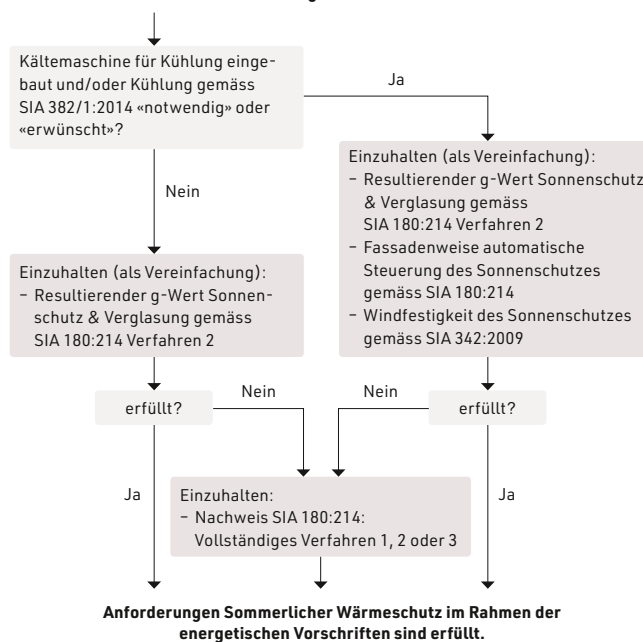 Kältemaschine für Kühlung einge-
baut und/oder Kühlung gemäss
SIA 382/1:2014 «notwendig» oder
«erwünscht»?
Ja
Nein
Einzuhalten (als Vereinfachung):
– Resultierender g-Wert Sonnenschutz
& Verglasung gemäss
SIA 180:214 Verfahren 2
– Fassadenweise automatische
Steuerung des Sonnenschutzes
gemäss SIA 180:214
– Windfestigkeit des Sonnenschutzes
gemäss SIA 342:2009
Einzuhalten (als Vereinfachung):
– Resultierender g-Wert Sonnen-
schutz & Verglasung gemäss
SIA 180:214 Verfahren 2
erfüllt?
Nein
Nein
erfüllt?
Ja
Einzuhalten:
– Nachweis SIA 180:214:
Vollständiges Verfahren 1, 2 oder 3
Ja
Anforderungen Sommerlicher Wärmeschutz im Rahmen der
energetischen Vorschriften sind erfüllt.